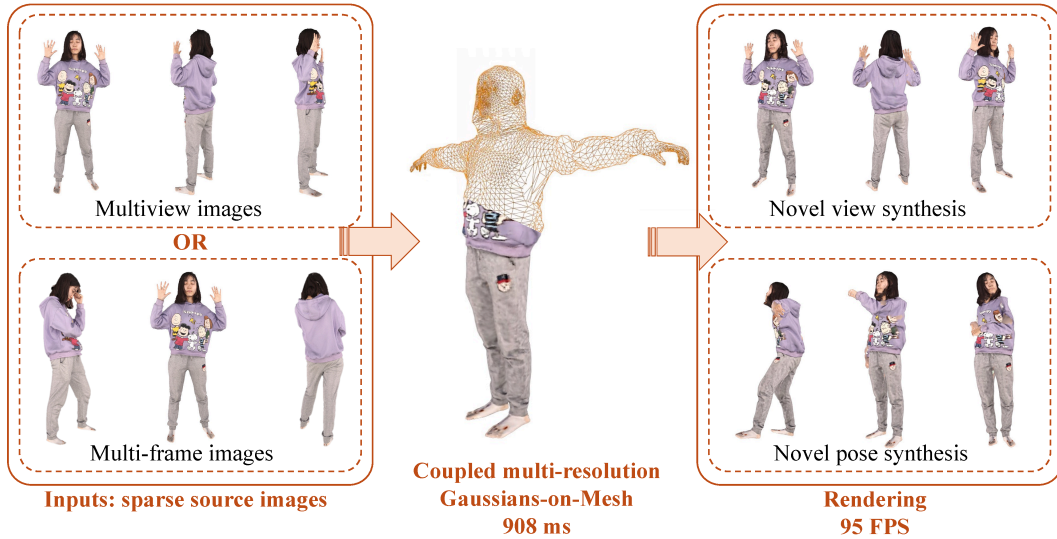 Multiview images
OR
Multi-frame images
Inputs: sparse source images
Coupled multi-resolution
Gaussians-on-Mesh
908 ms
Novel view synthesis
Novel pose synthesis
Rendering
95 FPS